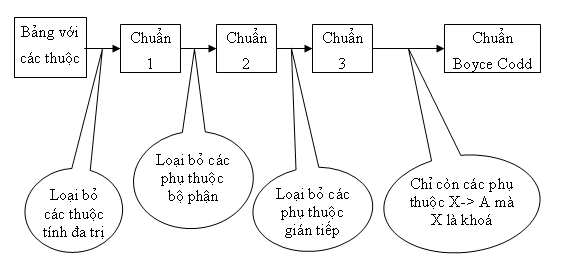 Bảng với
các thuộc
Chuẩn
1
Chuẩn
2
Chuẩn
3
Chuẩn
Boyce Codd
Loại bỏ
các thuộc
tính đa trị
Loại bỏ các
phụ thuộc
bộ phận
Loại bỏ các
phụ thuộc
gián tiếp
Chỉ còn các phụ
thuộc X-> A mà
X là khoá